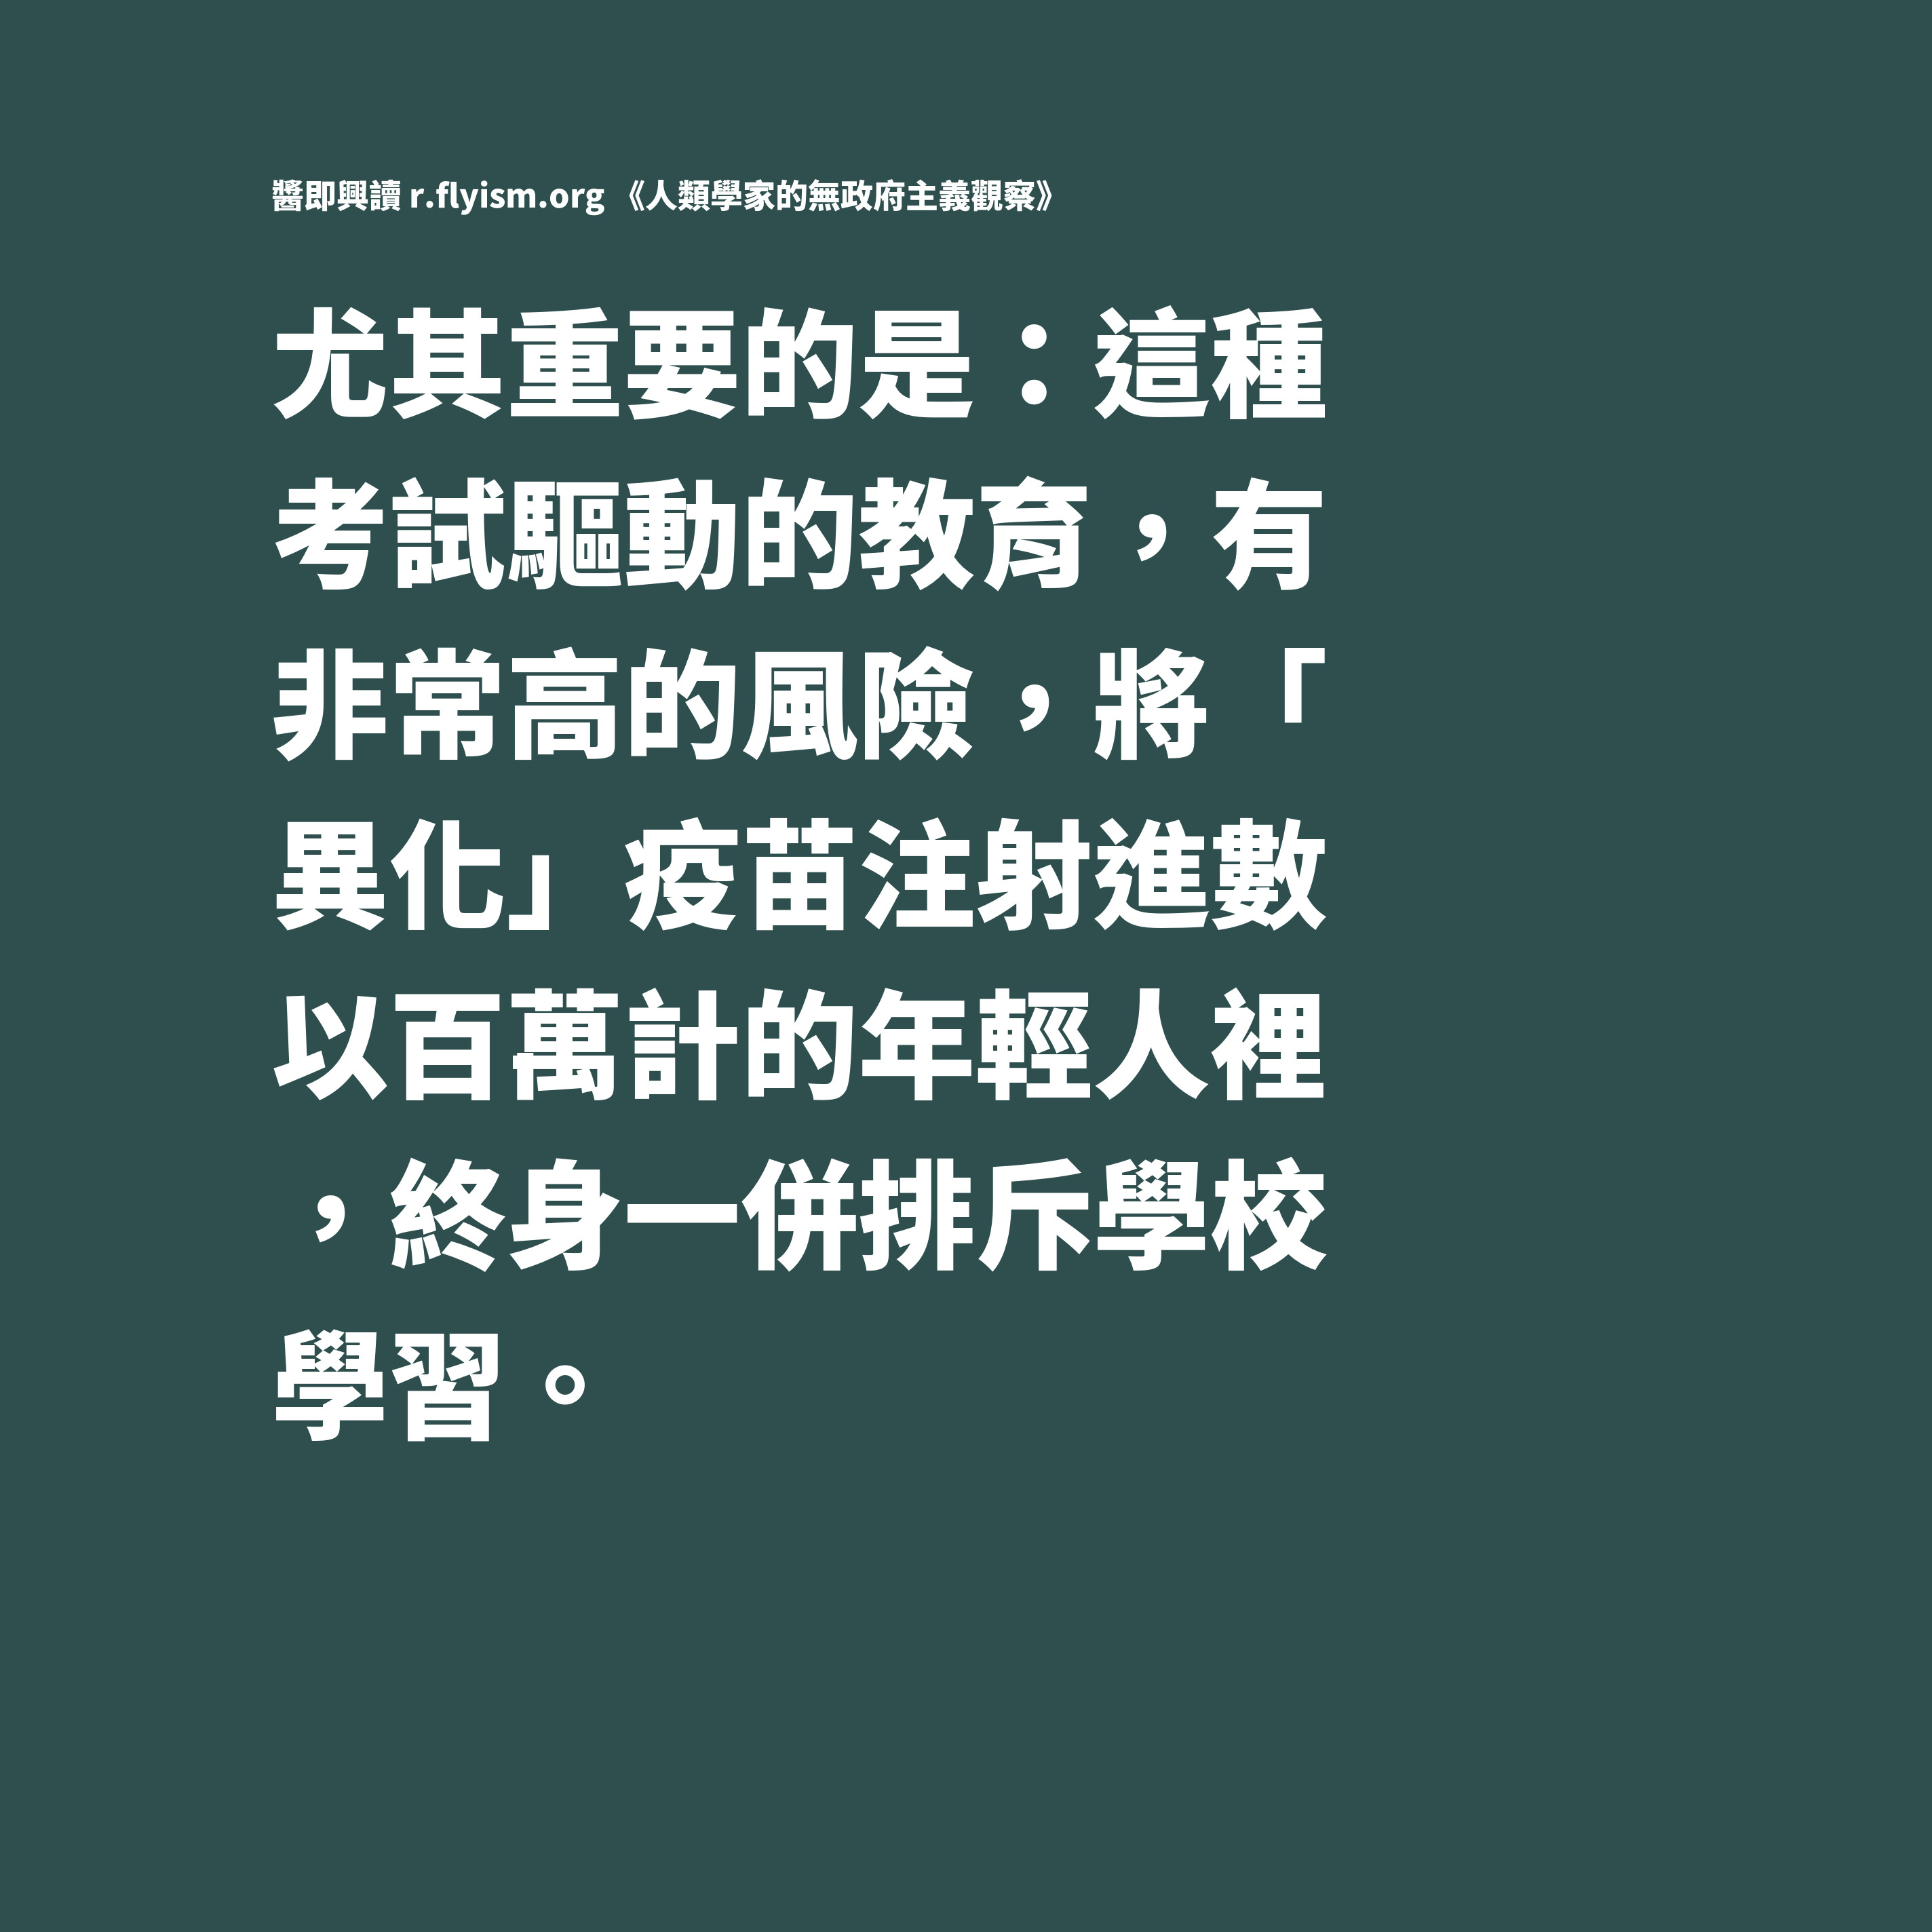 醫即興讀 r.flyism.org《人類學家的無政府主義觀察》
尤其重要的是：這種
考試驅動的教育，有
非常高的風險，將「
異化」疫苗注射進數
以百萬計的年輕人裡
，終身一併排斥學校
學習。